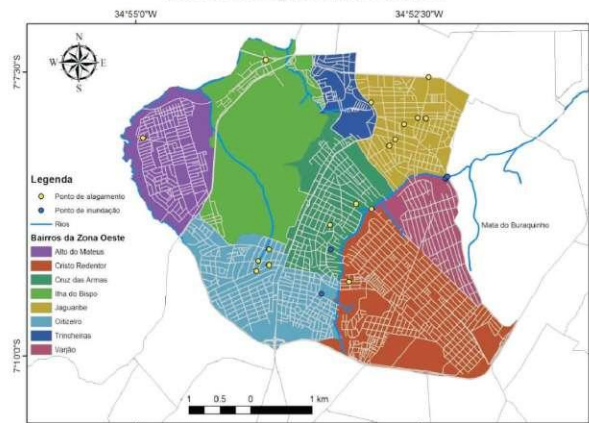 34°55'0"W
34°52'30"W
7°7'30"S
7°10'0"S
N
W E
S
Legenda
Ponto de alagamento
Ponto de inundação
Rios
Bairros da Zona Oeste
Alto do Mateus
Cristo Redentor
Cruz das Armas
Ilha do Bispo
Jaguaribe
Oitizeiro
Trincheiras
Varjão
Mata do Buraquinho
1 0.5 0 1 km